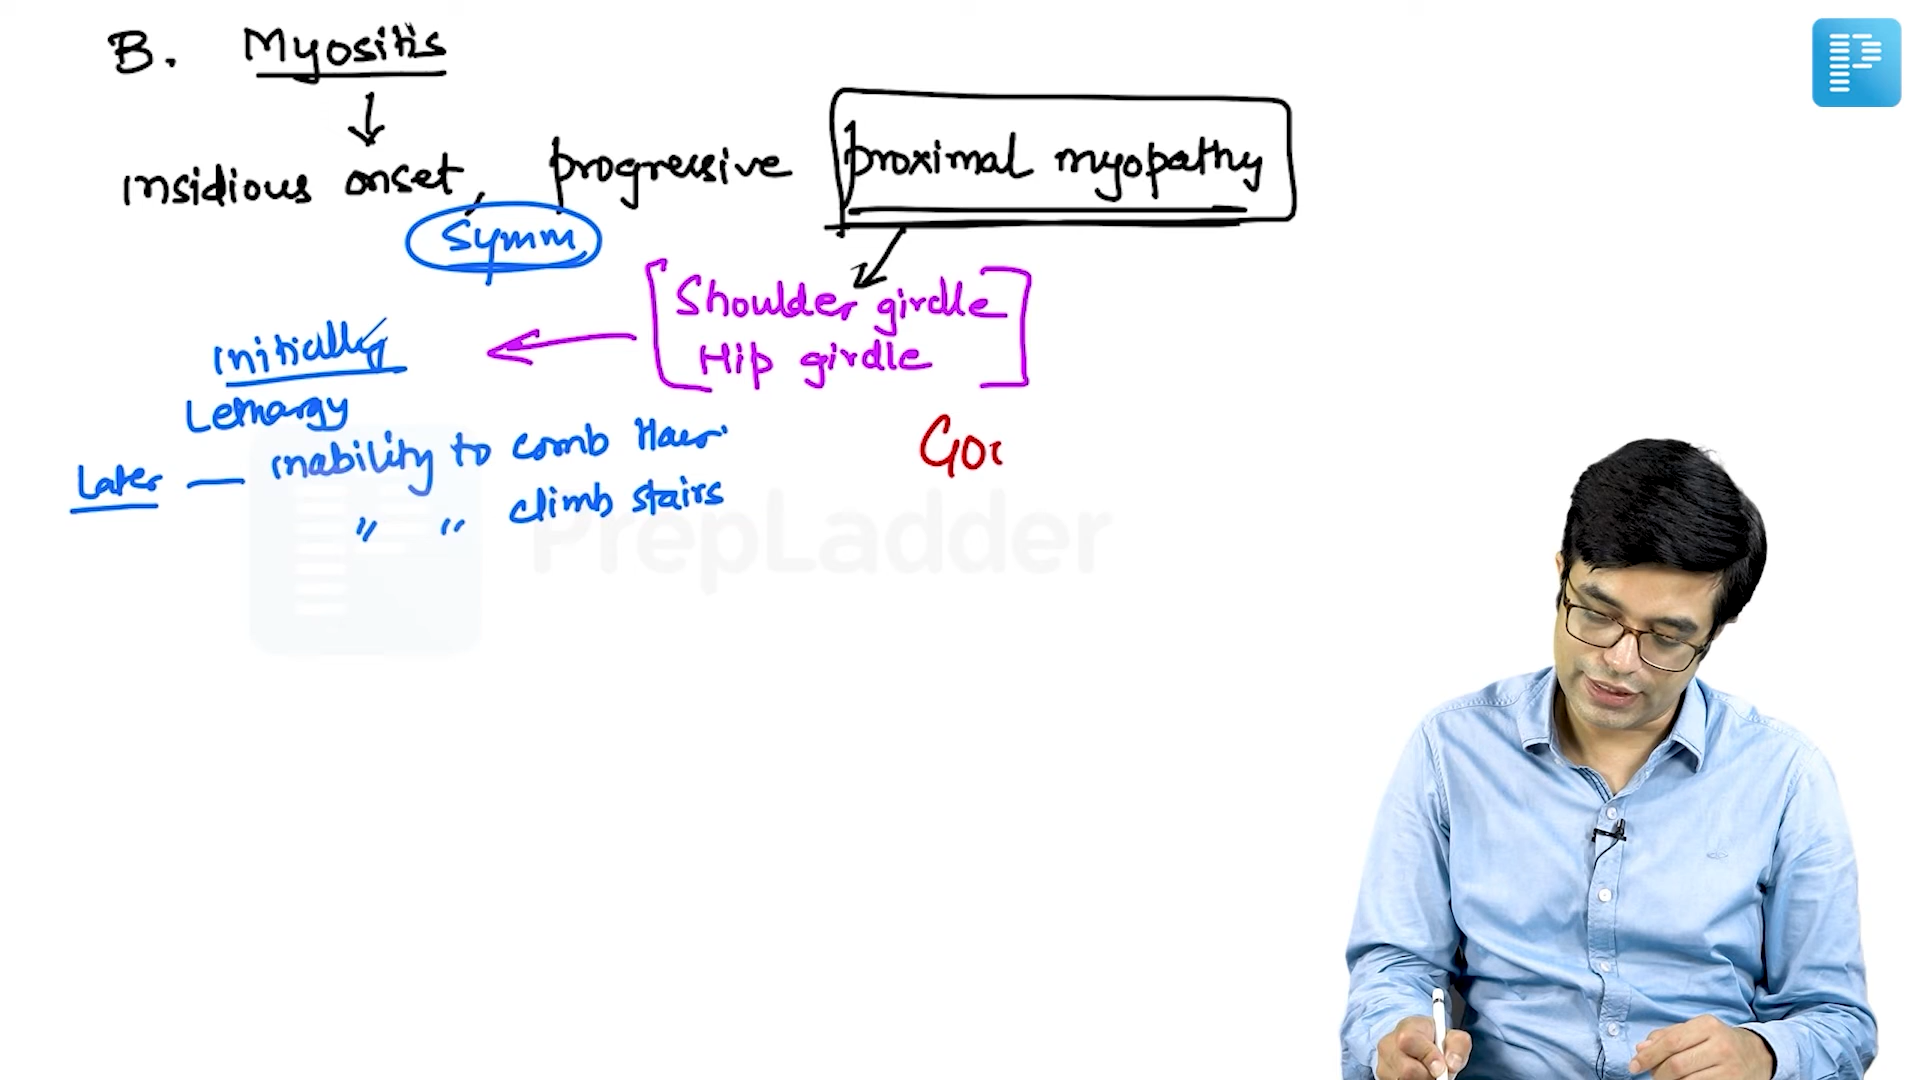 B. Myositis
insidious onset, progressive proximal myopathy
Symm
Shoulder girdle
Hip girdle
initially
Lethargy
Later — inability to comb Hair
" " climb stairs
Gow
PrepLadder